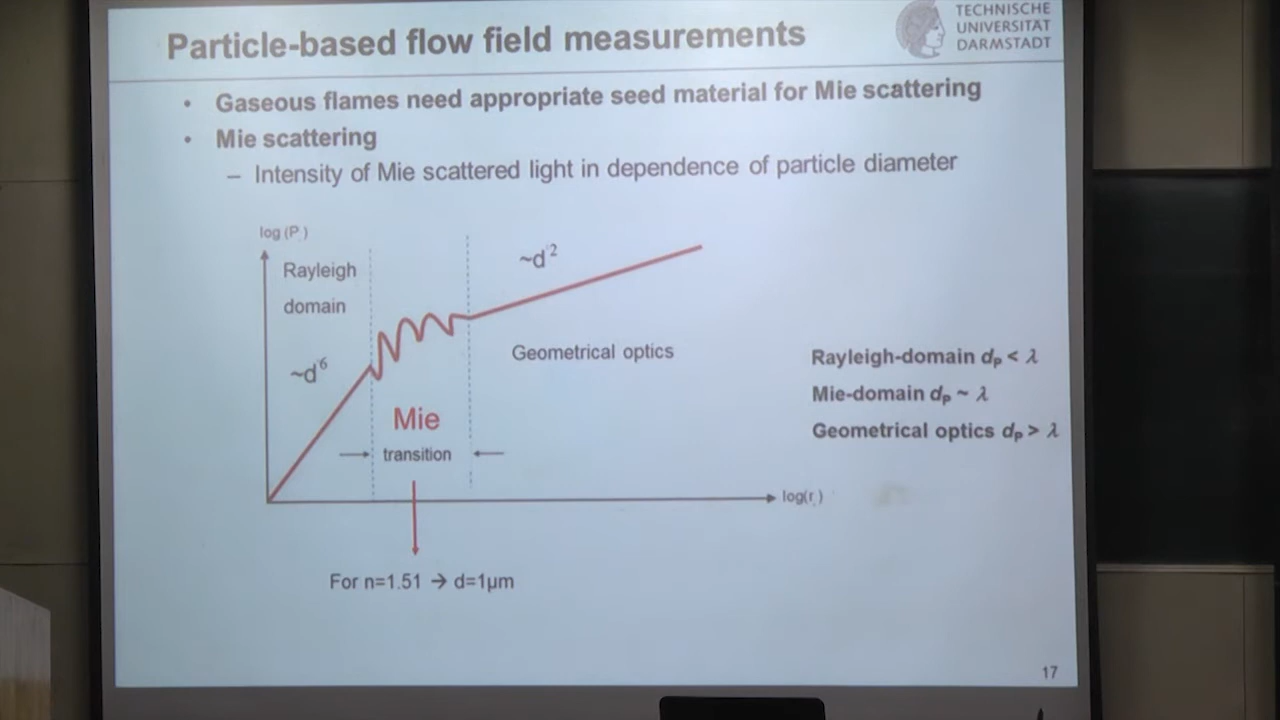 Particle-based flow field measurements
TECHNISCHE
UNIVERSITÄT
DARMSTADT
• Gaseous flames need appropriate seed material for Mie scattering
• Mie scattering
– Intensity of Mie scattered light in dependence of particle diameter
log (P )
Rayleigh
domain
~d⁶
~d²
Geometrical optics
Mie
transition
log(r )
For n=1.51 → d=1µm
Rayleigh-domain dₚ < λ
Mie-domain dₚ ~ λ
Geometrical optics dₚ > λ
17